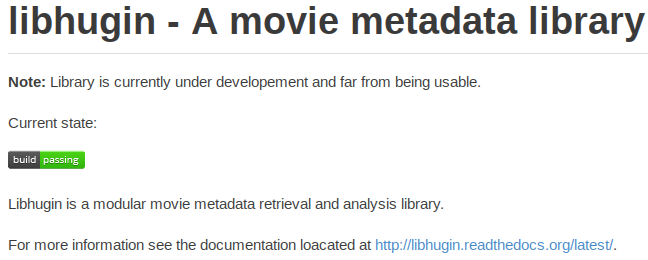 libhugin - A movie metadata library
Note: Library is currently under developement and far from being usable.
Current state:
build passing
Libhugin is a modular movie metadata retrieval and analysis library.
For more information see the documentation loacated at http://libhugin.readthedocs.org/latest/.